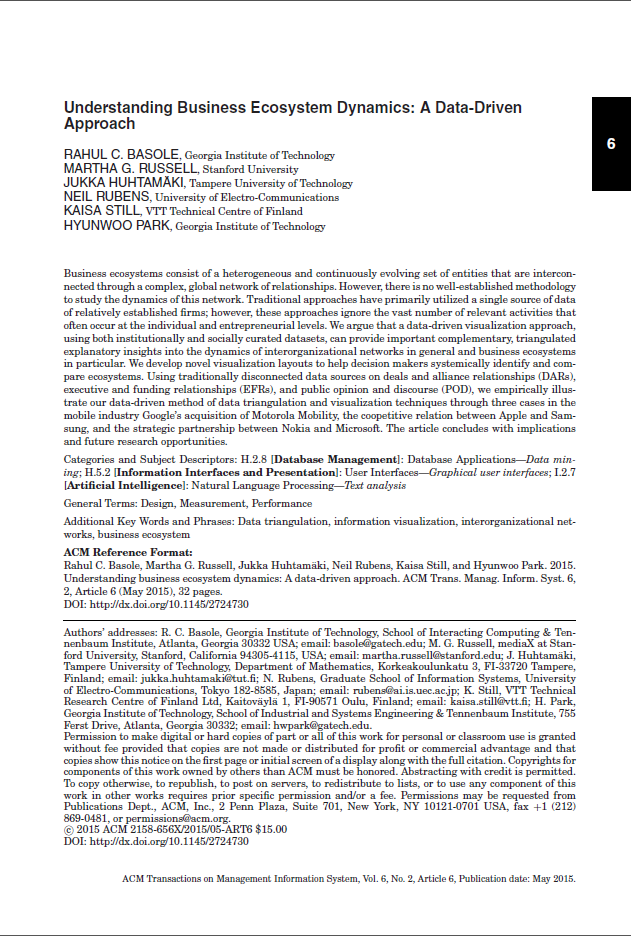 Understanding Business Ecosystem Dynamics: A Data-Driven
Approach
6
RAHUL C. BASOLE, Georgia Institute of Technology
MARTHA G. RUSSELL, Stanford University
JUKKA HUHTAMÄKI, Tampere University of Technology
NEIL RUBENS, University of Electro-Communications
KAISA STILL, VTT Technical Centre of Finland
HYUNWOO PARK, Georgia Institute of Technology
Business ecosystems consist of a heterogeneous and continuously evolving set of entities that are intercon-
nected through a complex, global network of relationships. However, there is no well-established methodology
to study the dynamics of this network. Traditional approaches have primarily utilized a single source of data
of relatively established firms; however, these approaches ignore the vast number of relevant activities that
often occur at the individual and entrepreneurial levels. We argue that a data-driven visualization approach,
using both institutionally and socially curated datasets, can provide important complementary, triangulated
explanatory insights into the dynamics of interorganizational networks in general and business ecosystems
in particular. We develop novel visualization layouts to help decision makers systemically identify and com-
pare ecosystems. Using traditionally disconnected data sources on deals and alliance relationships (DARs),
executive and funding relationships (EFRs), and public opinion and discourse (POD), we empirically illus-
trate our data-driven method of data triangulation and visualization techniques through three cases in the
mobile industry Google's acquisition of Motorola Mobility, the coopetitive relation between Apple and Sam-
sung, and the strategic partnership between Nokia and Microsoft. The article concludes with implications
and future research opportunities.
Categories and Subject Descriptors: H.2.8 [Database Management]: Database Applications—Data min-
ing; H.5.2 [Information Interfaces and Presentation]: User Interfaces—Graphical user interfaces; I.2.7
[Artificial Intelligence]: Natural Language Processing—Text analysis
General Terms: Design, Measurement, Performance
Additional Key Words and Phrases: Data triangulation, information visualization, interorganizational net-
works, business ecosystem
ACM Reference Format:
Rahul C. Basole, Martha G. Russell, Jukka Huhtamäki, Neil Rubens, Kaisa Still, and Hyunwoo Park. 2015.
Understanding business ecosystem dynamics: A data-driven approach. ACM Trans. Manag. Inform. Syst. 6,
2, Article 6 (May 2015), 32 pages.
DOI: http://dx.doi.org/10.1145/2724730
Authors' addresses: R. C. Basole, Georgia Institute of Technology, School of Interacting Computing & Ten-
nenbaum Institute, Atlanta, Georgia 30332 USA; email: basole@gatech.edu; M. G. Russell, mediaX at Stan-
ford University, Stanford, California 94305-4115, USA; email: martha.russell@stanford.edu; J. Huhtamäki,
Tampere University of Technology, Department of Mathematics, Korkeakoulunkatu 3, FI-33720 Tampere,
Finland; email: jukka.huhtamaki@tut.fi; N. Rubens, Graduate School of Information Systems, University
of Electro-Communications, Tokyo 182-8585, Japan; email: rubens@ai.is.uec.ac.jp; K. Still, VTT Technical
Research Centre of Finland Ltd, Kaitoväylä 1, FI-90571 Oulu, Finland; email: kaisa.still@vtt.fi; H. Park,
Georgia Institute of Technology, School of Industrial and Systems Engineering & Tennenbaum Institute, 755
Ferst Drive, Atlanta, Georgia 30332; email: hwpark@gatech.edu.
Permission to make digital or hard copies of part or all of this work for personal or classroom use is granted
without fee provided that copies are not made or distributed for profit or commercial advantage and that
copies show this notice on the first page or initial screen of a display along with the full citation. Copyrights for
components of this work owned by others than ACM must be honored. Abstracting with credit is permitted.
To copy otherwise, to republish, to post on servers, to redistribute to lists, or to use any component of this
work in other works requires prior specific permission and/or a fee. Permissions may be requested from
Publications Dept., ACM, Inc., 2 Penn Plaza, Suite 701, New York, NY 10121-0701 USA, fax +1 (212)
869-0481, or permissions@acm.org.
© 2015 ACM 2158-656X/2015/05-ART6 $15.00
DOI: http://dx.doi.org/10.1145/2724730
ACM Transactions on Management Information System, Vol. 6, No. 2, Article 6, Publication date: May 2015.